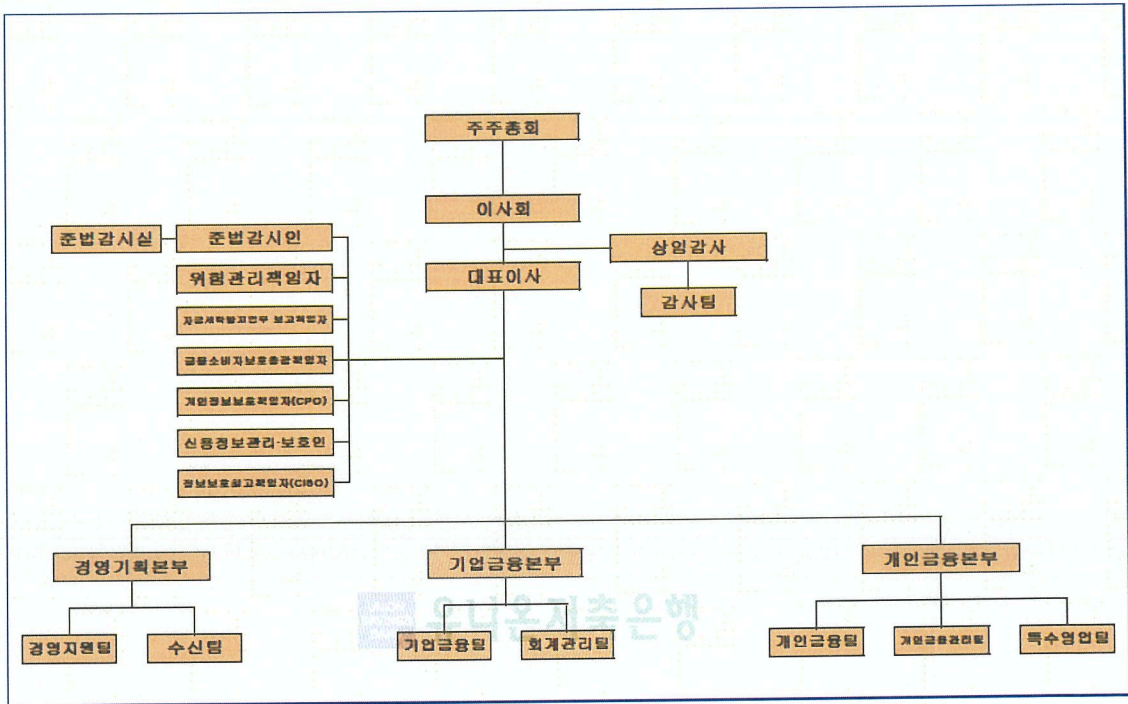 주주총회
이사회
준법감시실
준법감시인
상임감사
위험관리책임자
대표이사
감사팀
자금세탁방지업무 보고책임자
금융소비자보호총괄책임자
개인정보보호책임자(CPO)
신용정보관리·보호인
정보보호최고책임자(CISO)
경영기획본부
기업금융본부
개인금융본부
유니온저축은행
경영지원팀
수신팀
기업금융팀
회계관리팀
개인금융팀
개인금융관리팀
특수영업팀